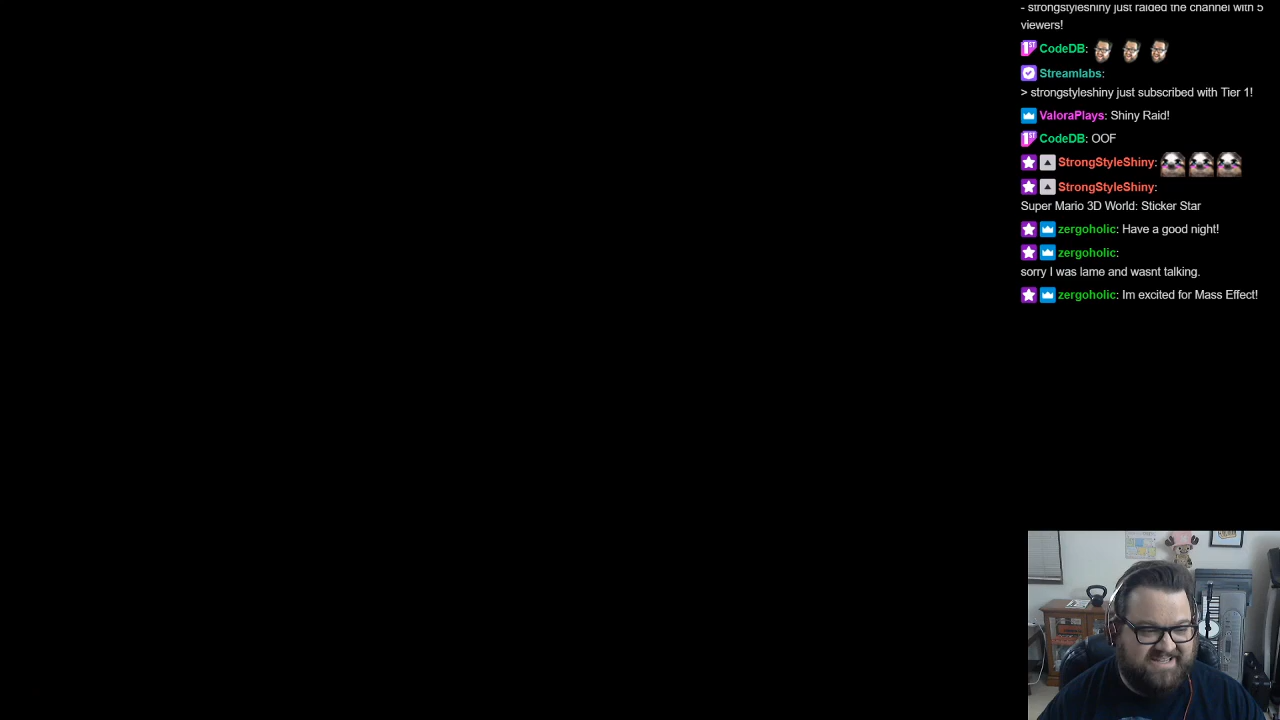 - strongstyleshiny just raided the channel with 5
viewers!
CodeDB:
Streamlabs:
> strongstyleshiny just subscribed with Tier 1!
ValoraPlays: Shiny Raid!
CodeDB: OOF
StrongStyleShiny:
StrongStyleShiny:
Super Mario 3D World: Sticker Star
zergoholic: Have a good night!
zergoholic:
sorry I was lame and wasnt talking.
zergoholic: Im excited for Mass Effect!